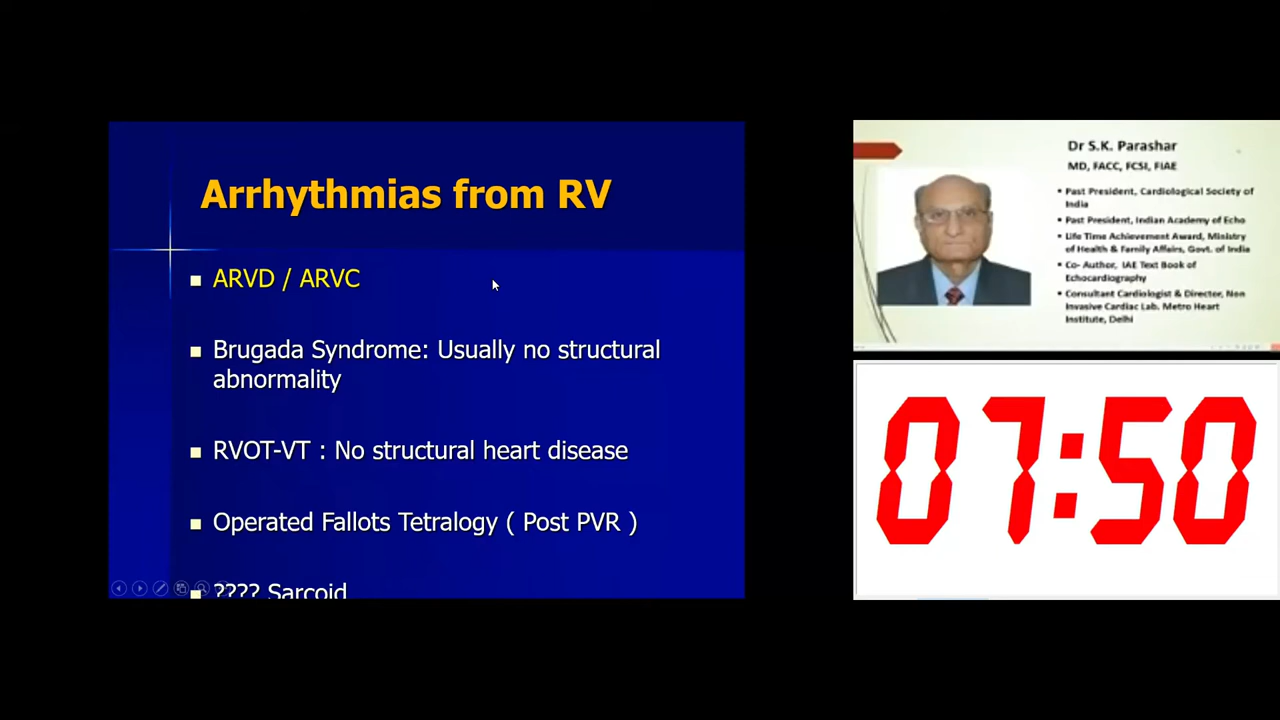 Arrhythmias from RV
ARVD / ARVC
Brugada Syndrome: Usually no structural
abnormality
RVOT-VT : No structural heart disease
Operated Fallots Tetralogy ( Post PVR )
???? Sarcoid
Dr S.K. Parashar
MD, FACC, FCSI, FIAE
Past President, Cardiological Society of
India
Past President, Indian Academy of Echo
Life Time Achievement Award, Ministry
of Health & Family Affairs, Govt. of India
Co- Author, IAE Text Book of
Echocardiography
Consultant Cardiologist & Director, Non
Invasive Cardiac Lab. Metro Heart
Institute, Delhi
07:50